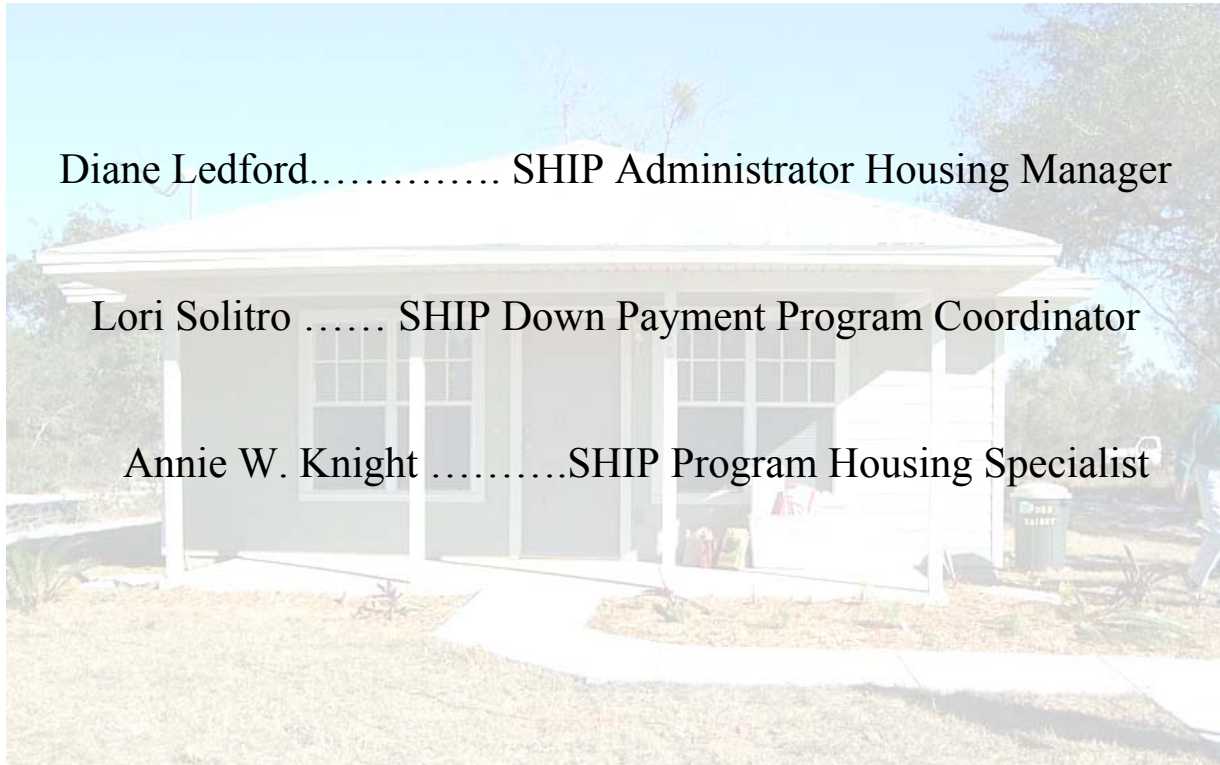 Diane Ledford.………….. SHIP Administrator Housing Manager
Lori Solitro …… SHIP Down Payment Program Coordinator
Annie W. Knight ……….SHIP Program Housing Specialist